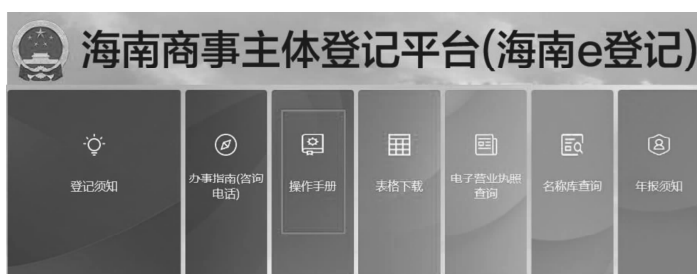 海南商事主体登记平台(海南e登记)
登记须知
办事指南(咨询
电话)
操作手册
表格下载
电子营业执照
查询
名称库查询
年报须知